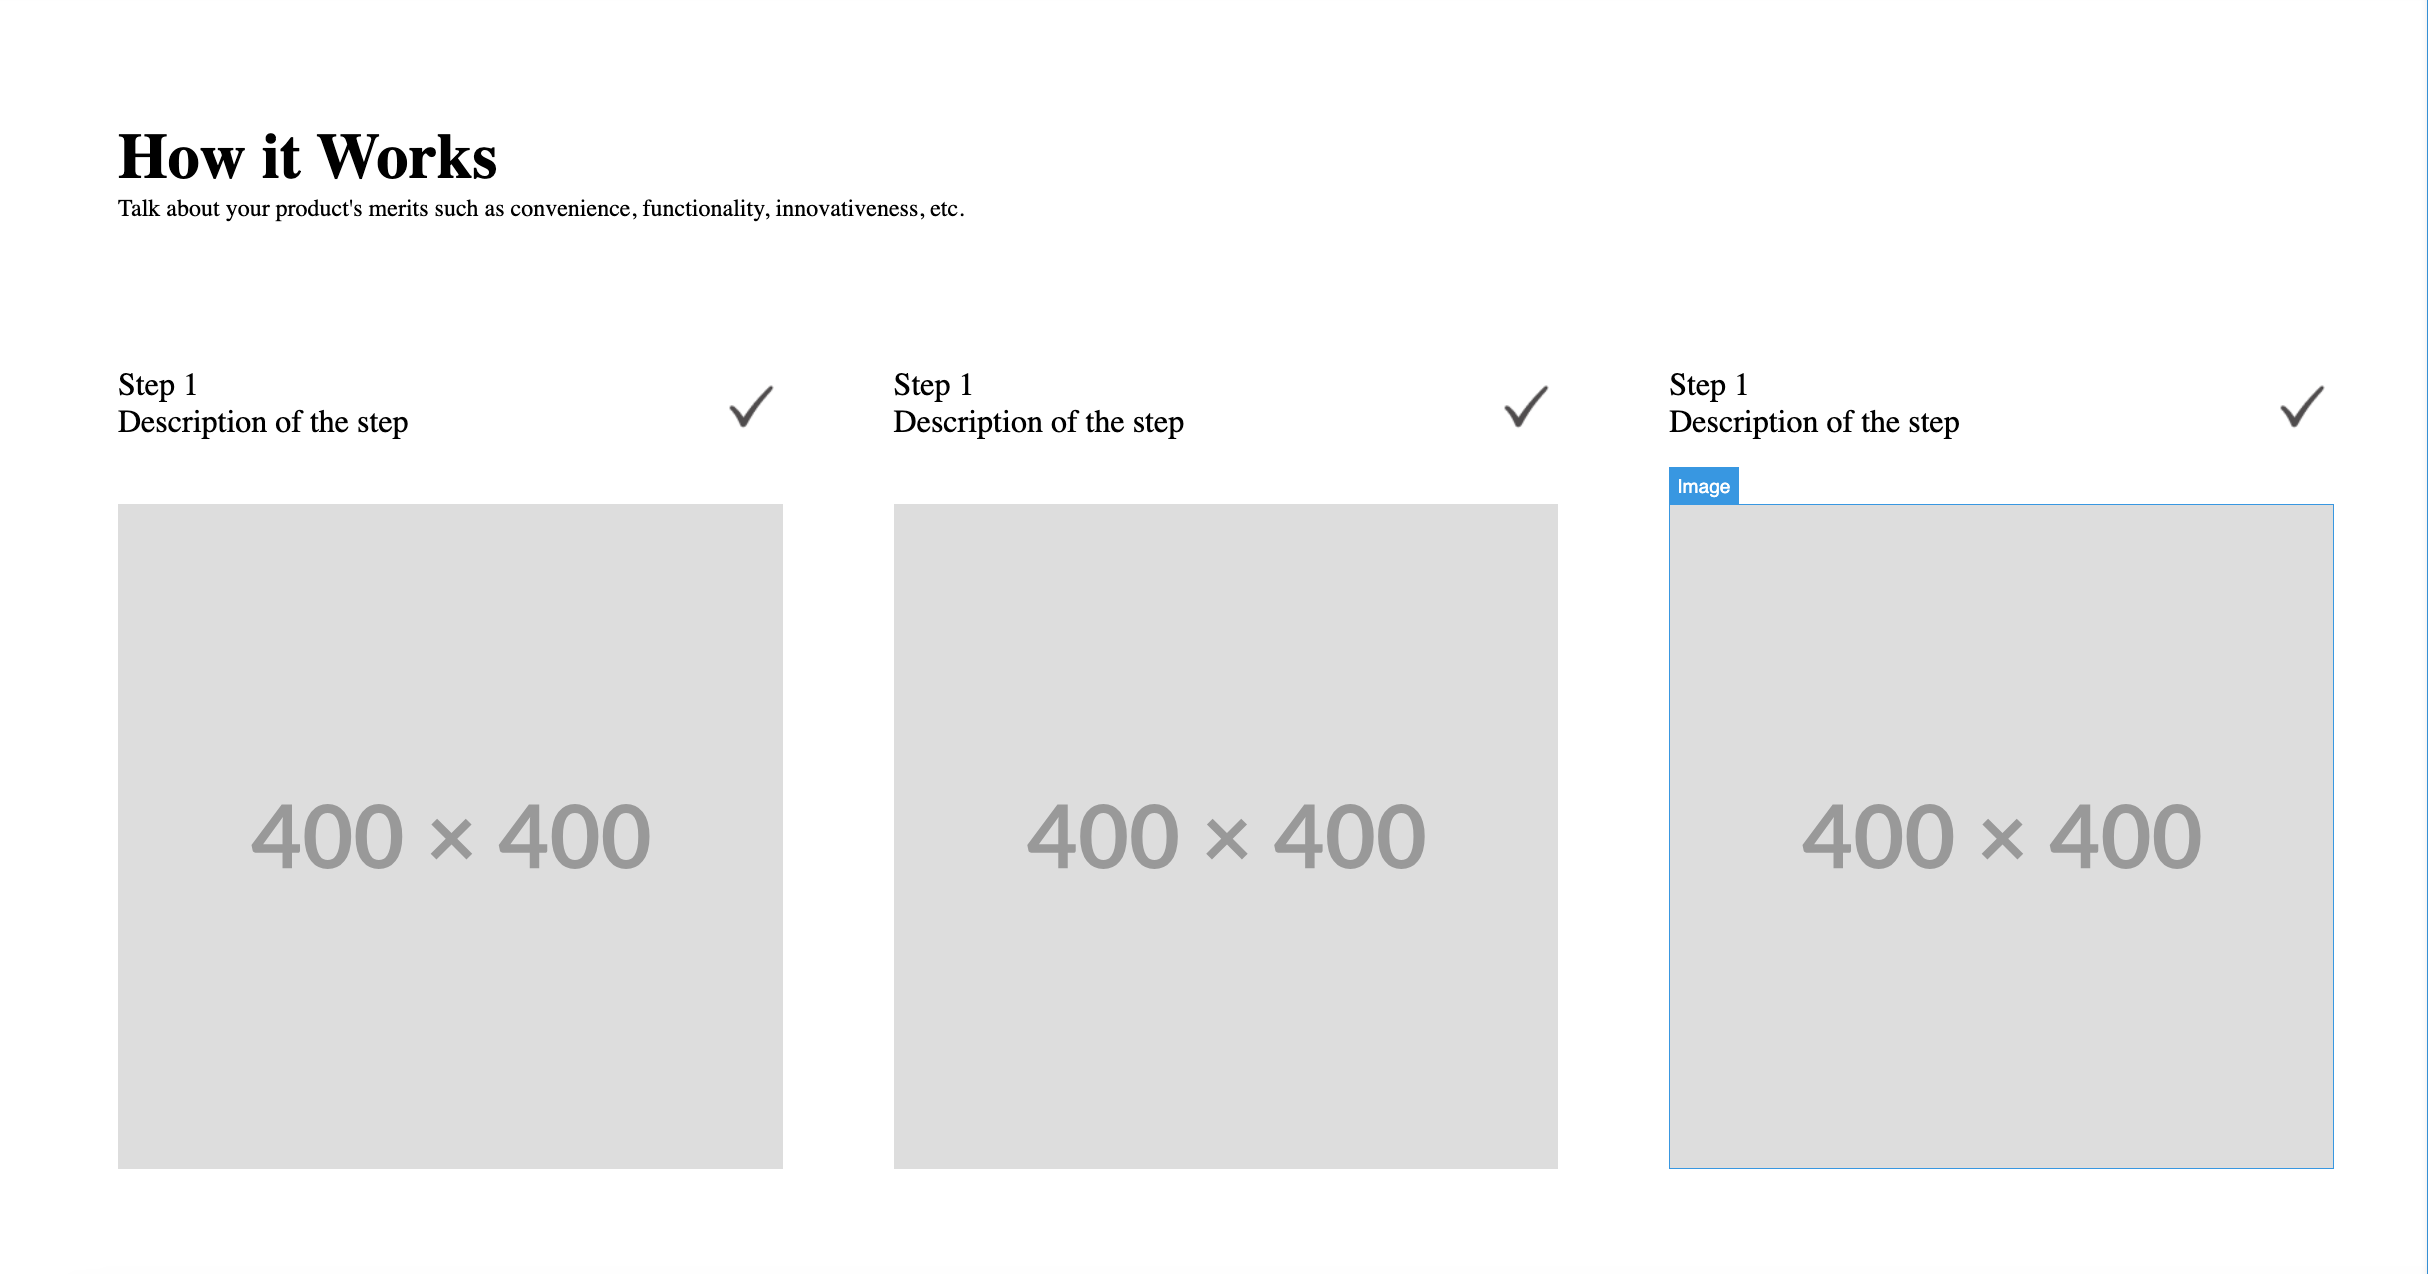 How it Works
Talk about your product's merits such as convenience, functionality, innovativeness, etc.
Step 1
Description of the step
Step 1
Description of the step
Step 1
Description of the step
Image
400 × 400
400 × 400
400 × 400